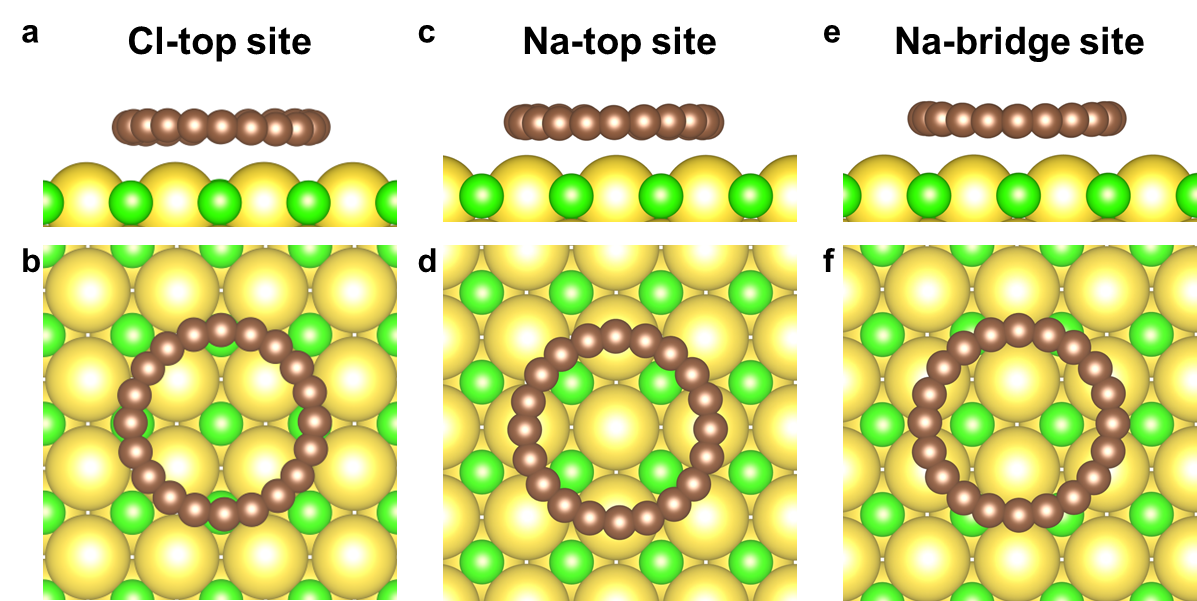 a Cl-top site c Na-top site e Na-bridge site
b d f